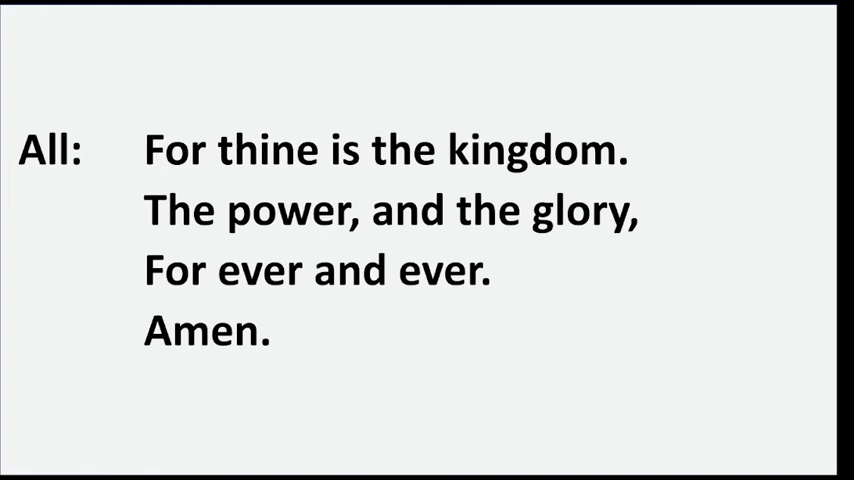 All: For thine is the kingdom.
The power, and the glory,
For ever and ever.
Amen.